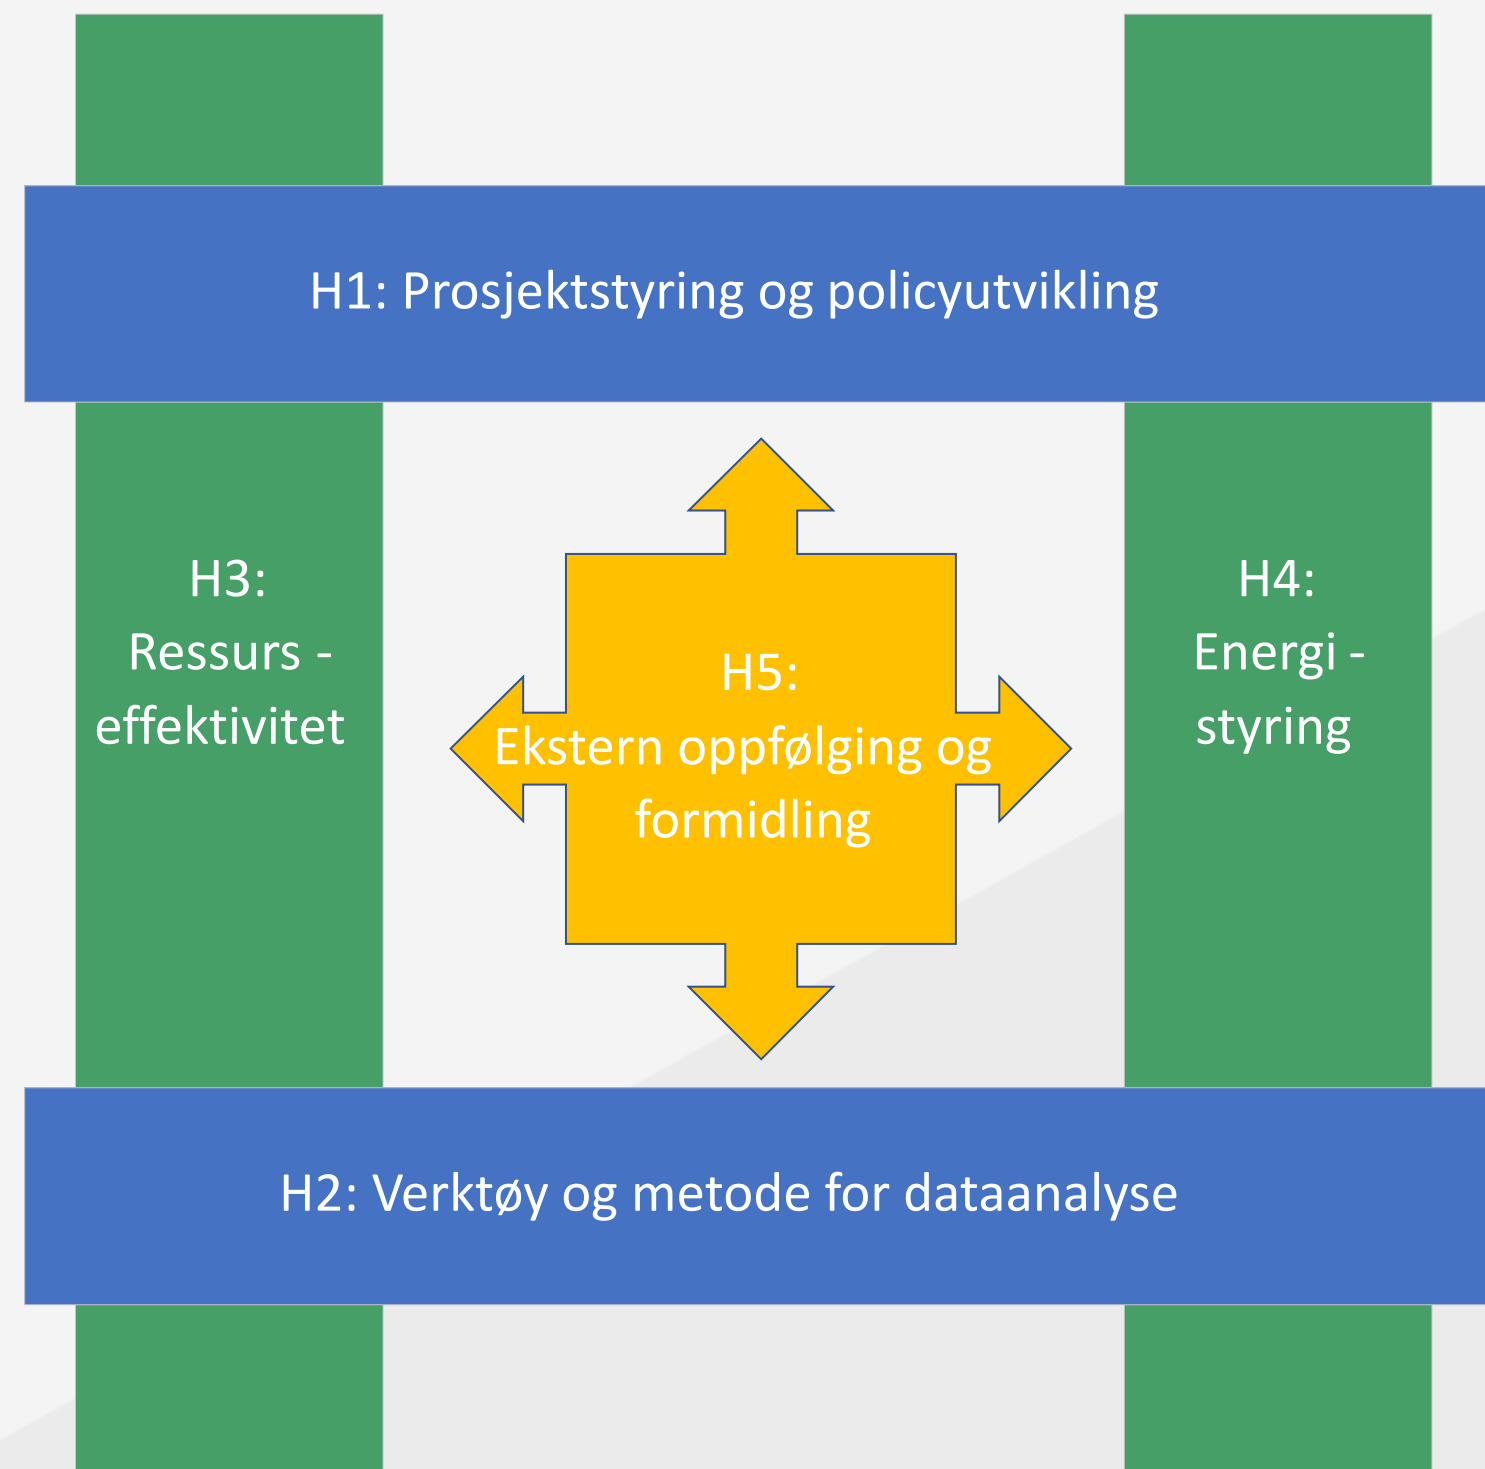 H1: Prosjektstyring og policyutvikling
H3:
Ressurs -
effektivitet
H5:
Ekstern oppfølging og
formidling
H4:
Energi -
styring
H2: Verktøy og metode for dataanalyse